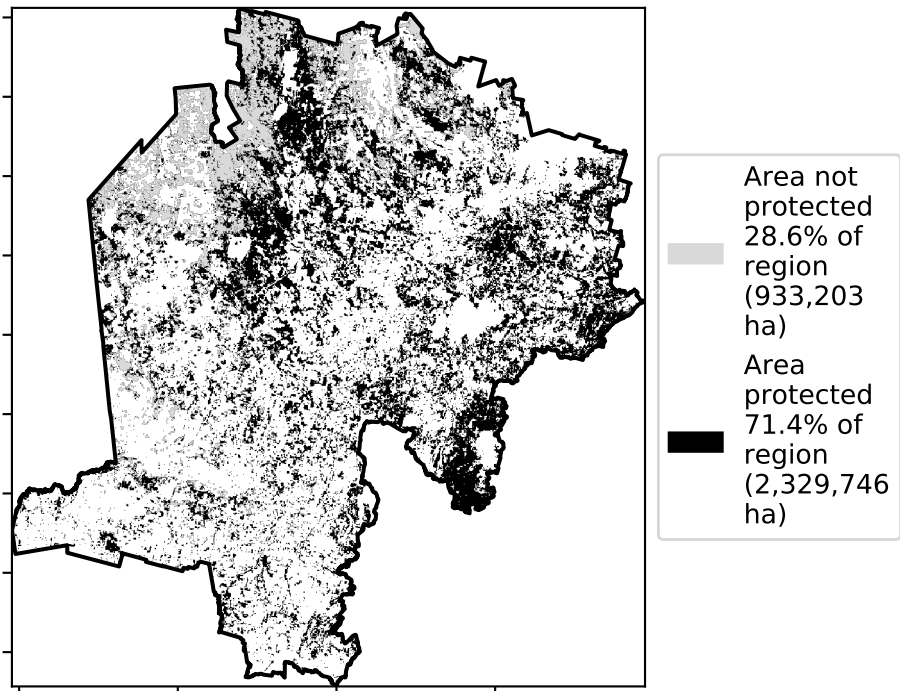 Area not
protected
28.6% of
region
(933,203
ha)
Area
protected
71.4% of
region
(2,329,746
ha)